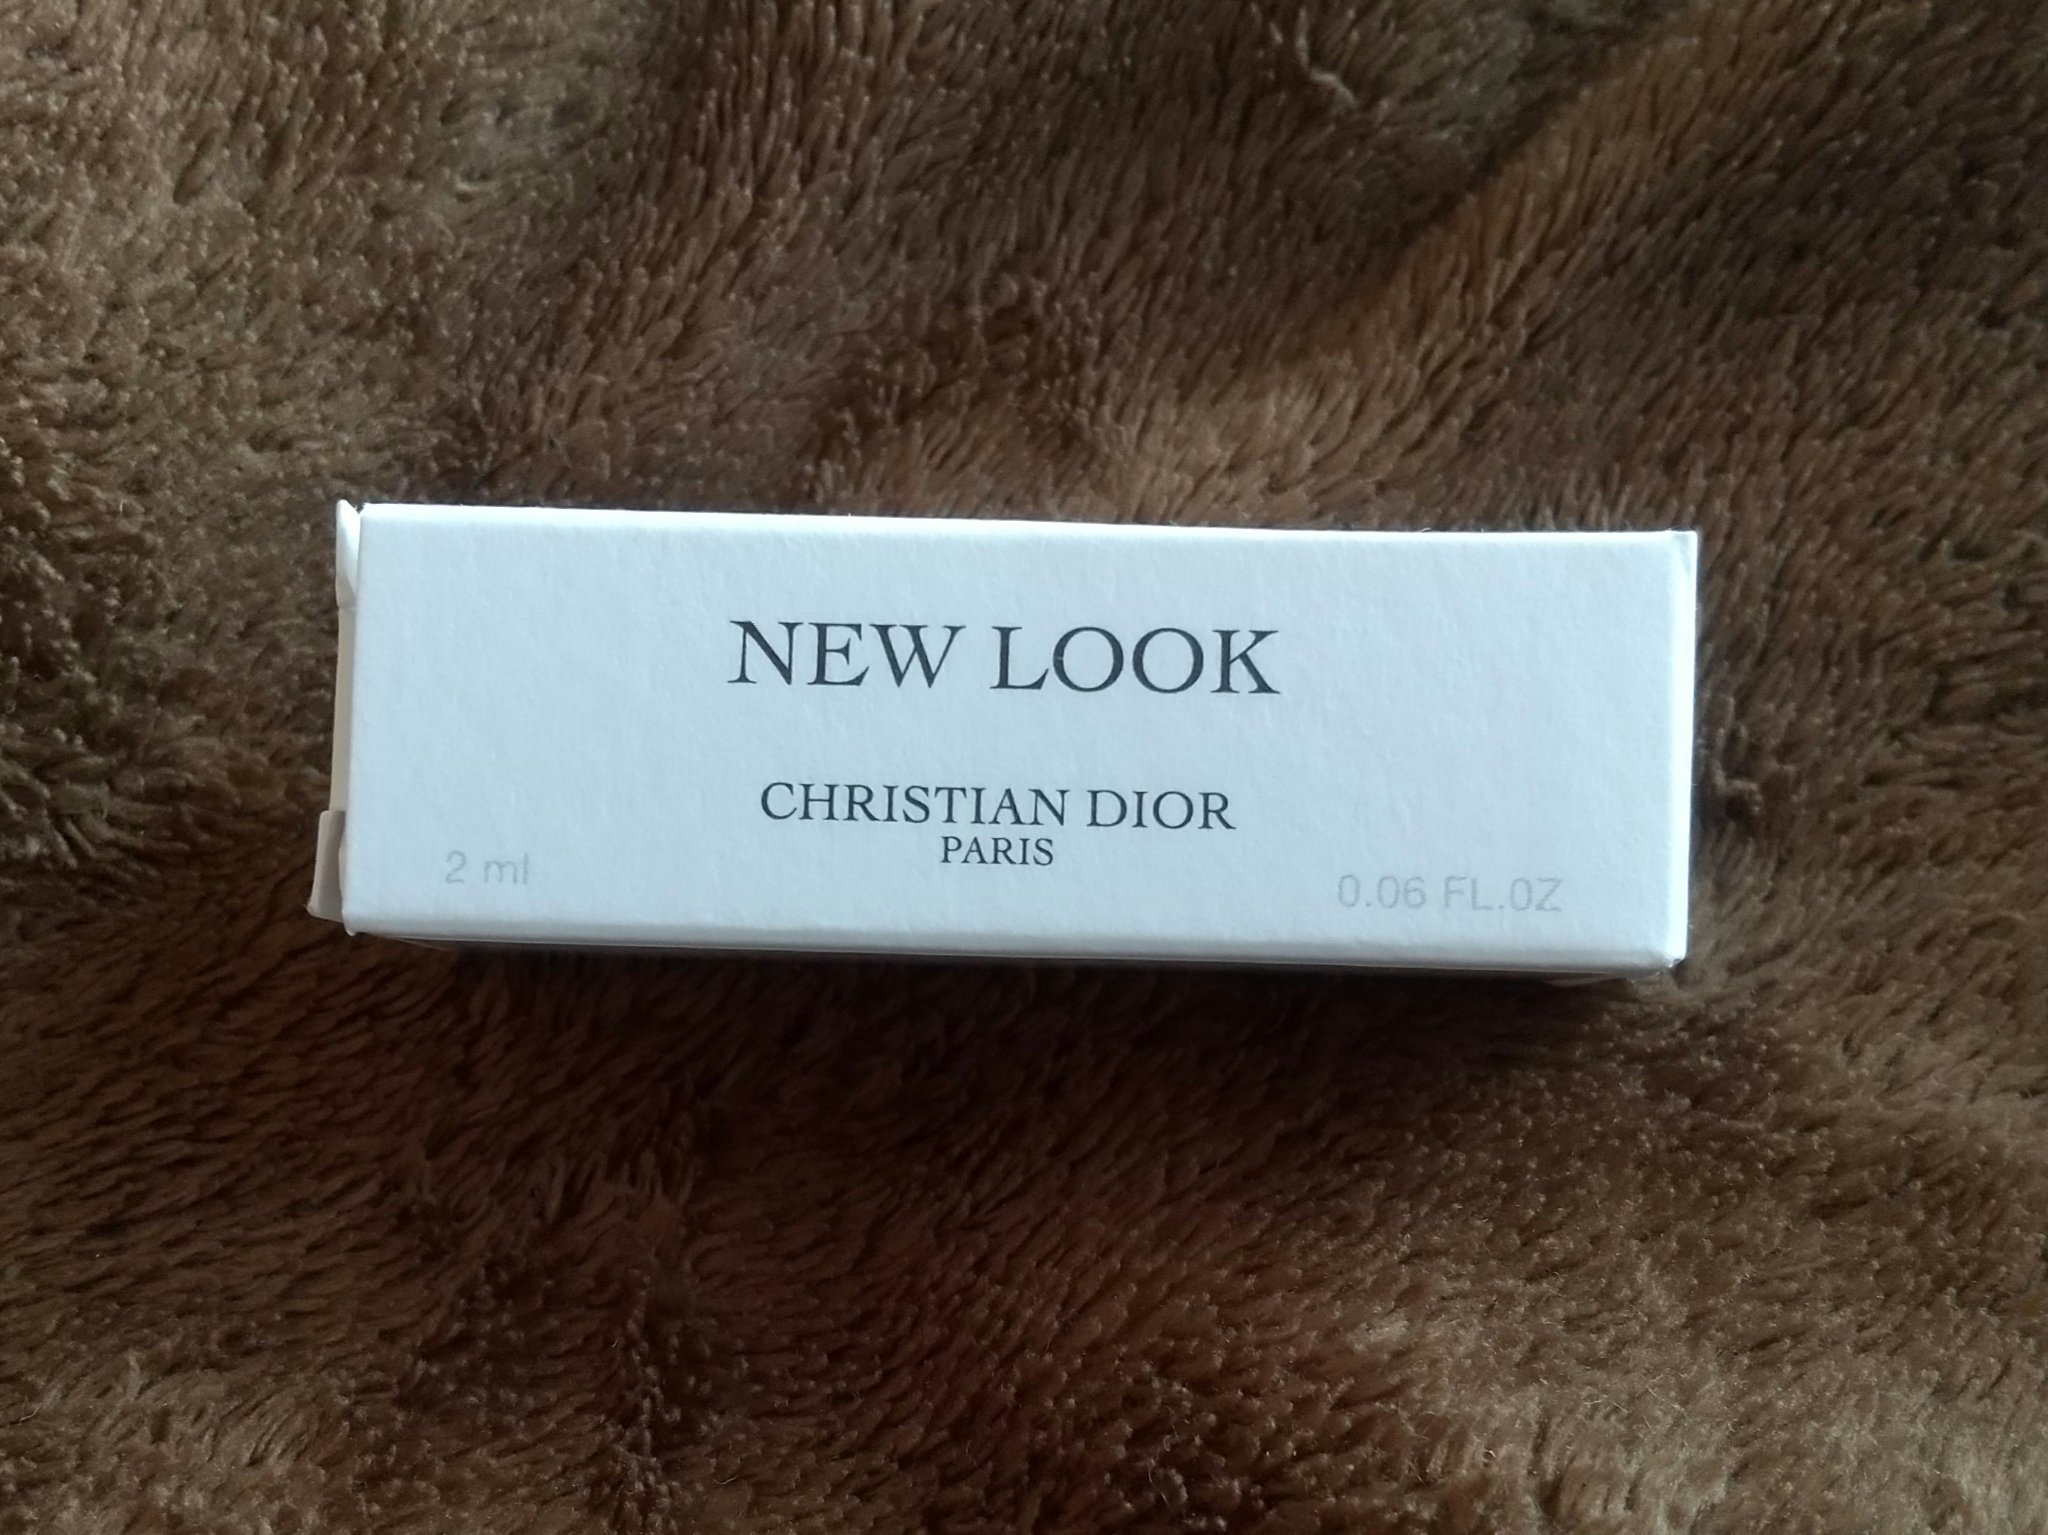 NEW LOOK
CHRISTIAN DIOR
PARIS
2 ml
0.06 FL.OZ